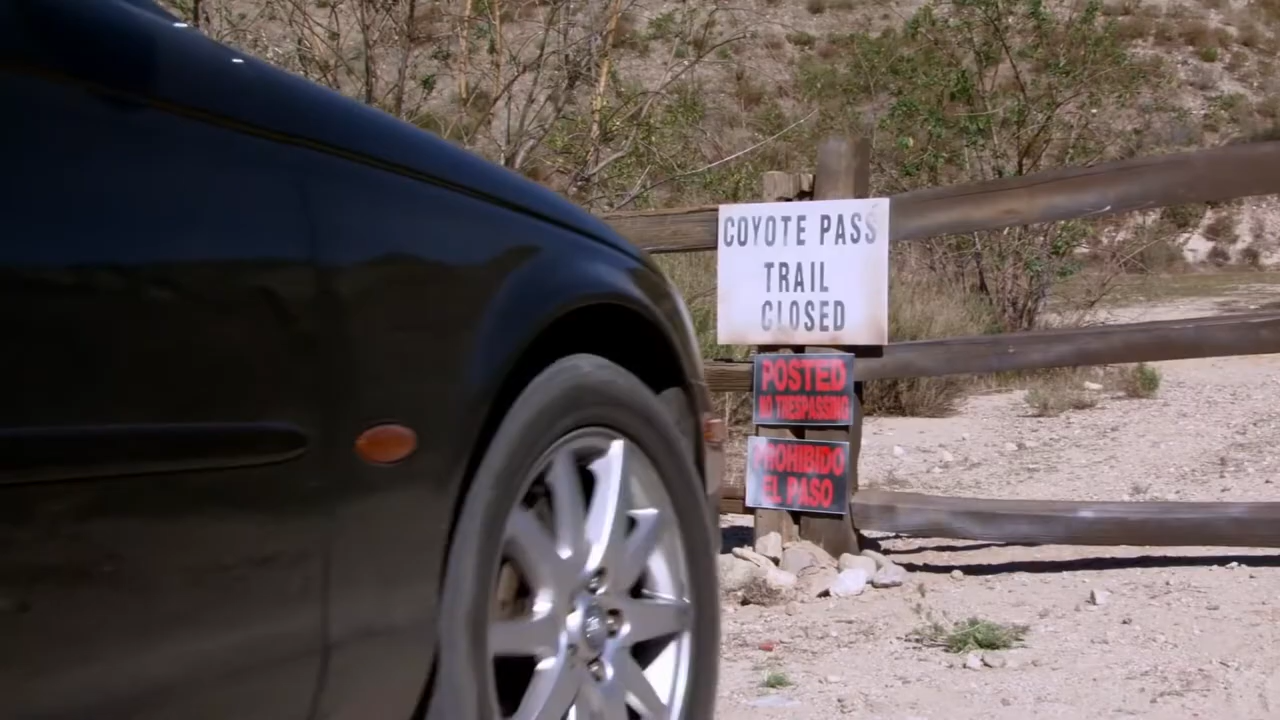 COYOTE PASS
TRAIL
CLOSED
POSTED
NO TRESPASSING
PROHIBIDO
EL PASO